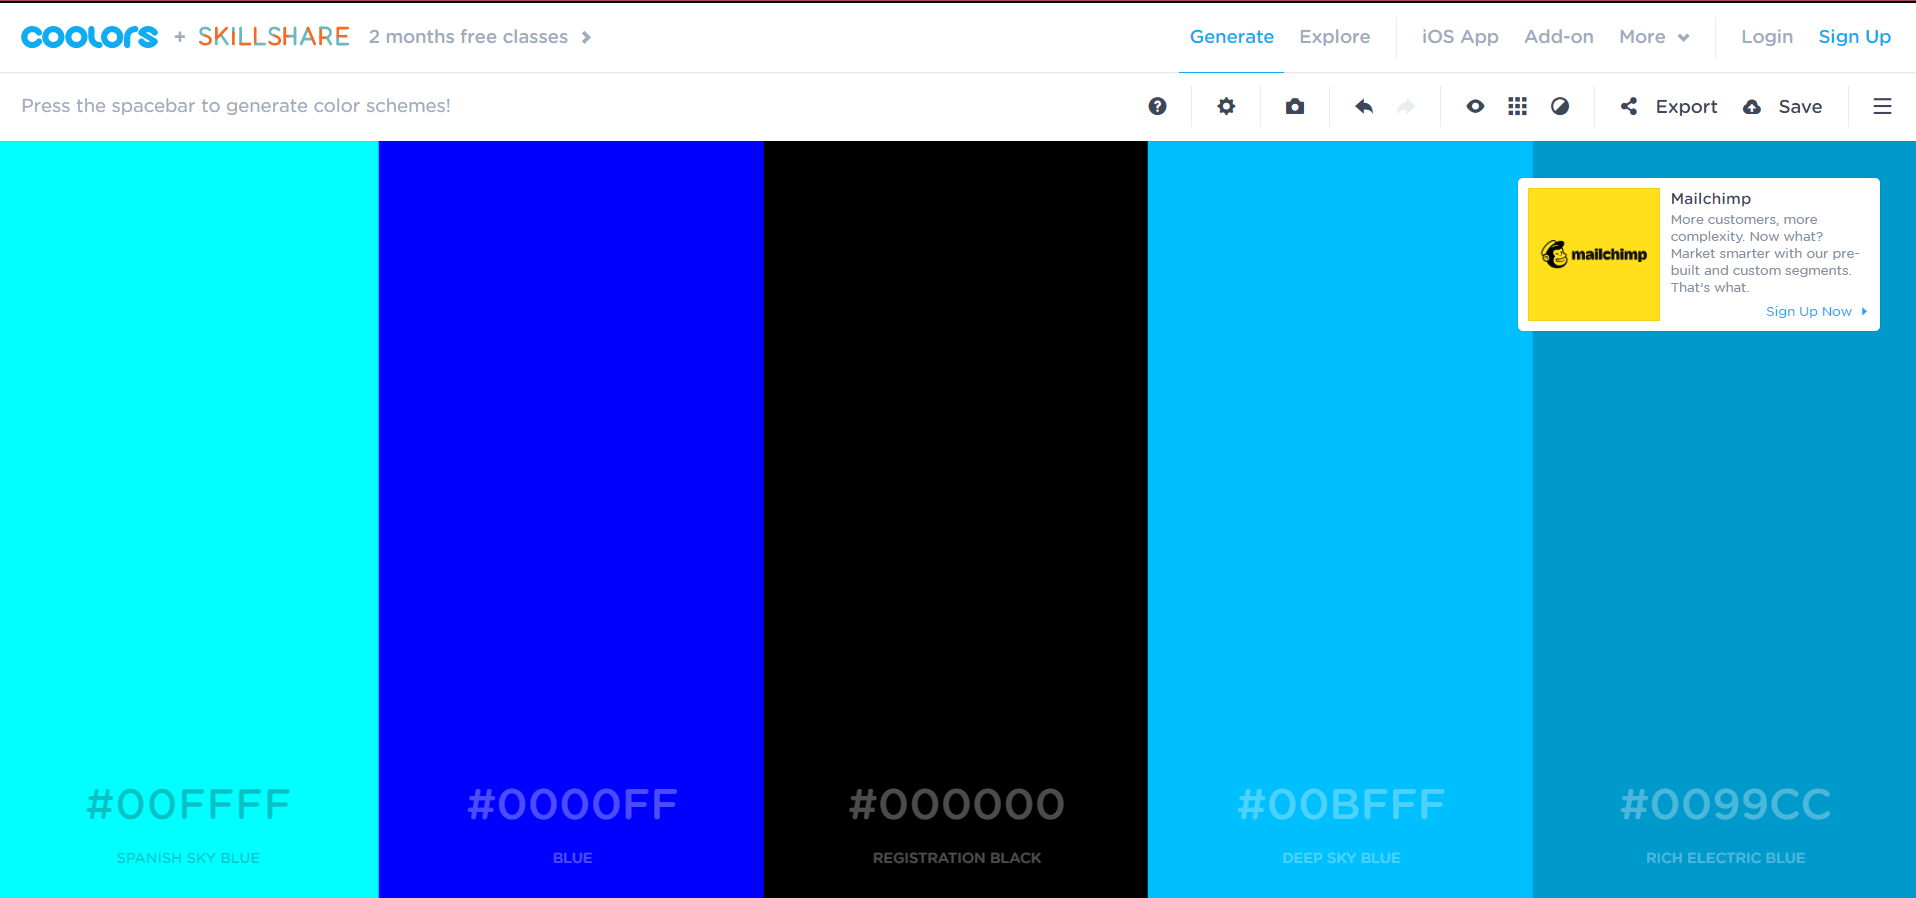 coolors + SKILLSHARE 2 months free classes
Generate Explore iOS App Add-on More Login Sign Up
Press the spacebar to generate color schemes!
Export Save
Mailchimp
More customers, more
complexity. Now what?
Market smarter with our pre-
built and custom segments.
That's what.
Sign Up Now
mailchimp
#00FFFF
SPANISH SKY BLUE
#0000FF
BLUE
#000000
REGISTRATION BLACK
#00BFFF
DEEP SKY BLUE
#0099CC
RICH ELECTRIC BLUE